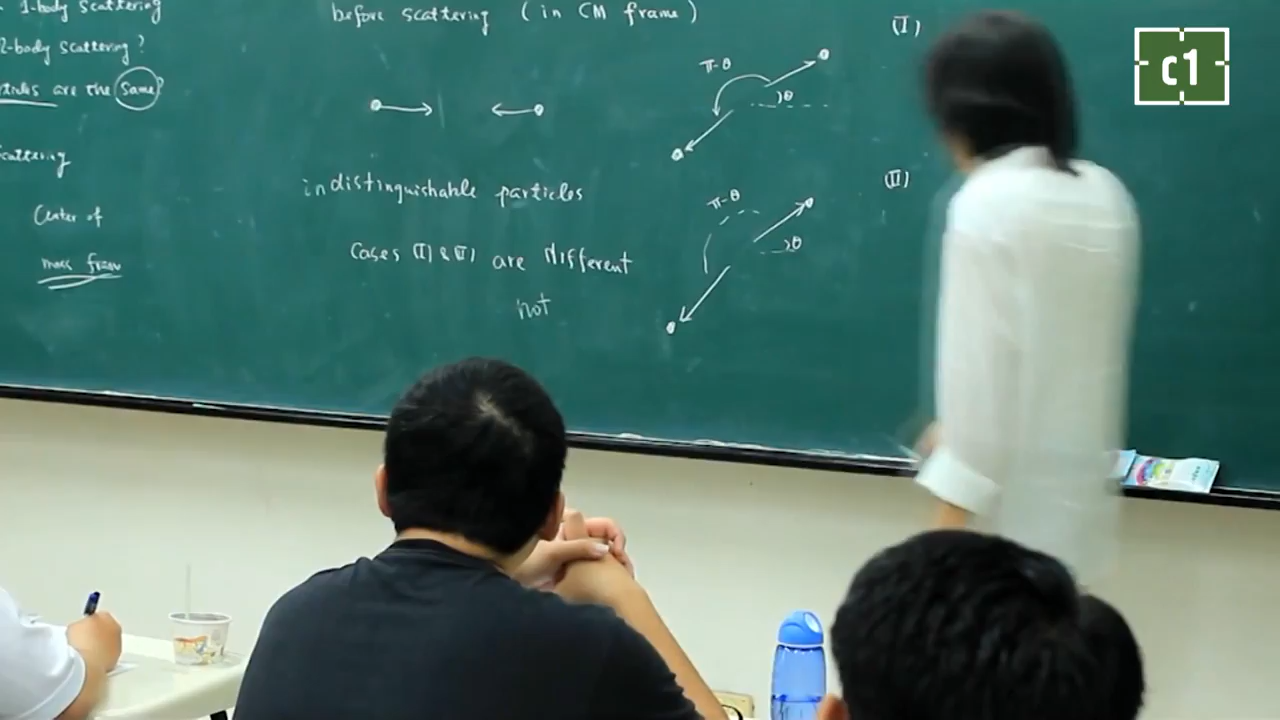 1-body scattering
2-body scattering?
are the same?
scattering
Center of
mass frame
before scattering (in CM frame)
indistinguishable particles
Cases (I) & (II) are different
not
π-θ
θ
(I)
π-θ
θ
(II)
c1